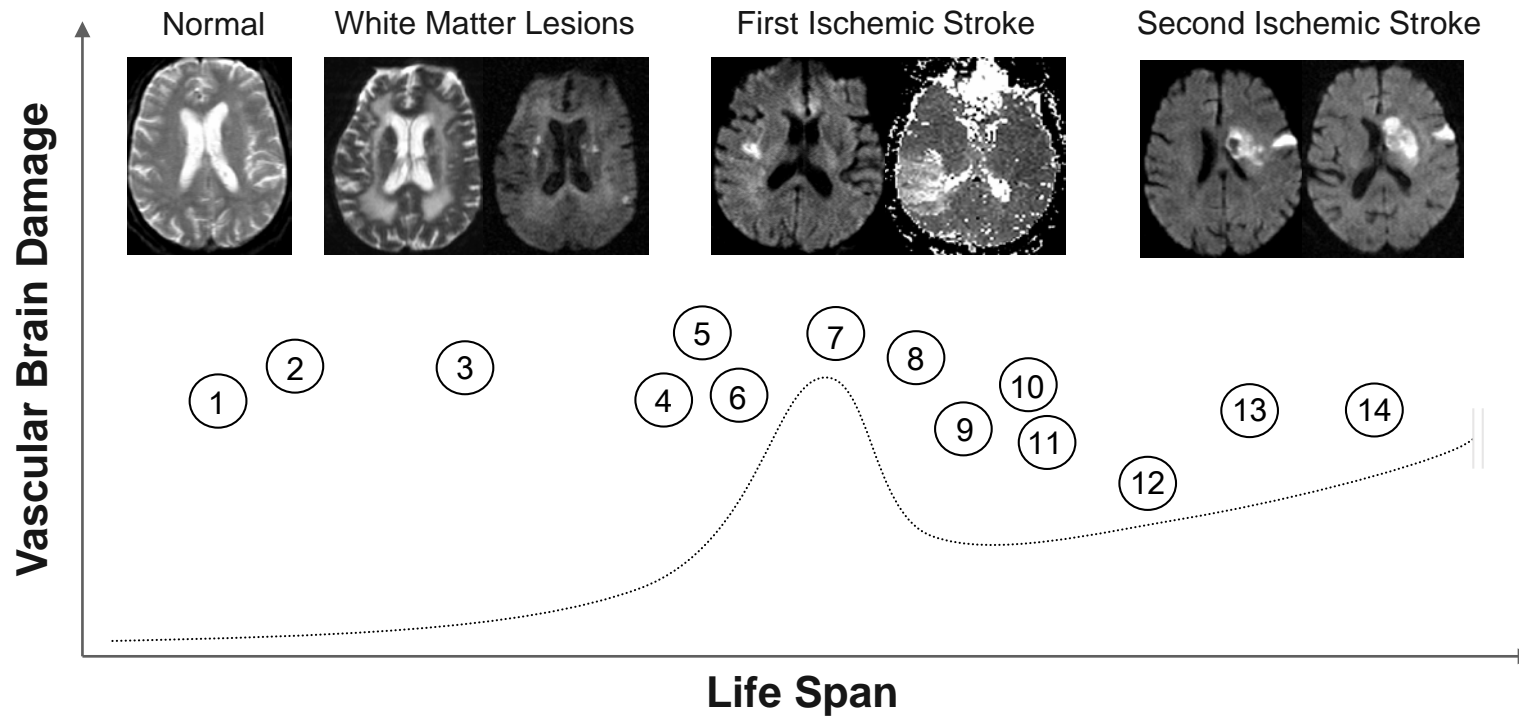 Normal
White Matter Lesions
First Ischemic Stroke
Second Ischemic Stroke
Vascular Brain Damage
1
2
3
4
5
6
7
8
9
10
11
12
13
14
Life Span